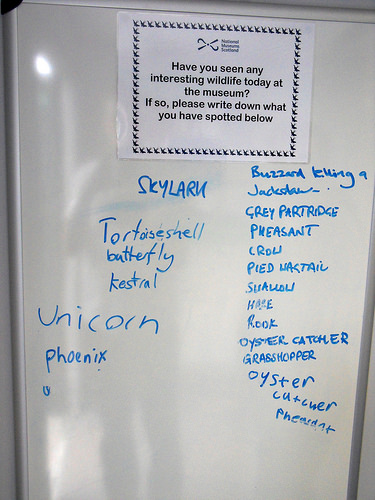 National
Museums
Scotland
Have you seen any
interesting wildlife today at
the museum?
If so, please write down what
you have spotted below
SKYLARK
Tortoiseshell
butterfly
kestral
Unicorn
phoenix
Buzzard killing a
Jackdaw
GREY PARTRIDGE
PHEASANT
CROW
PIED WAGTAIL
SWALLOW
HARE
ROOK
OYSTER CATCHER
GRASSHOPPER
oyster
catcher
Pheasant